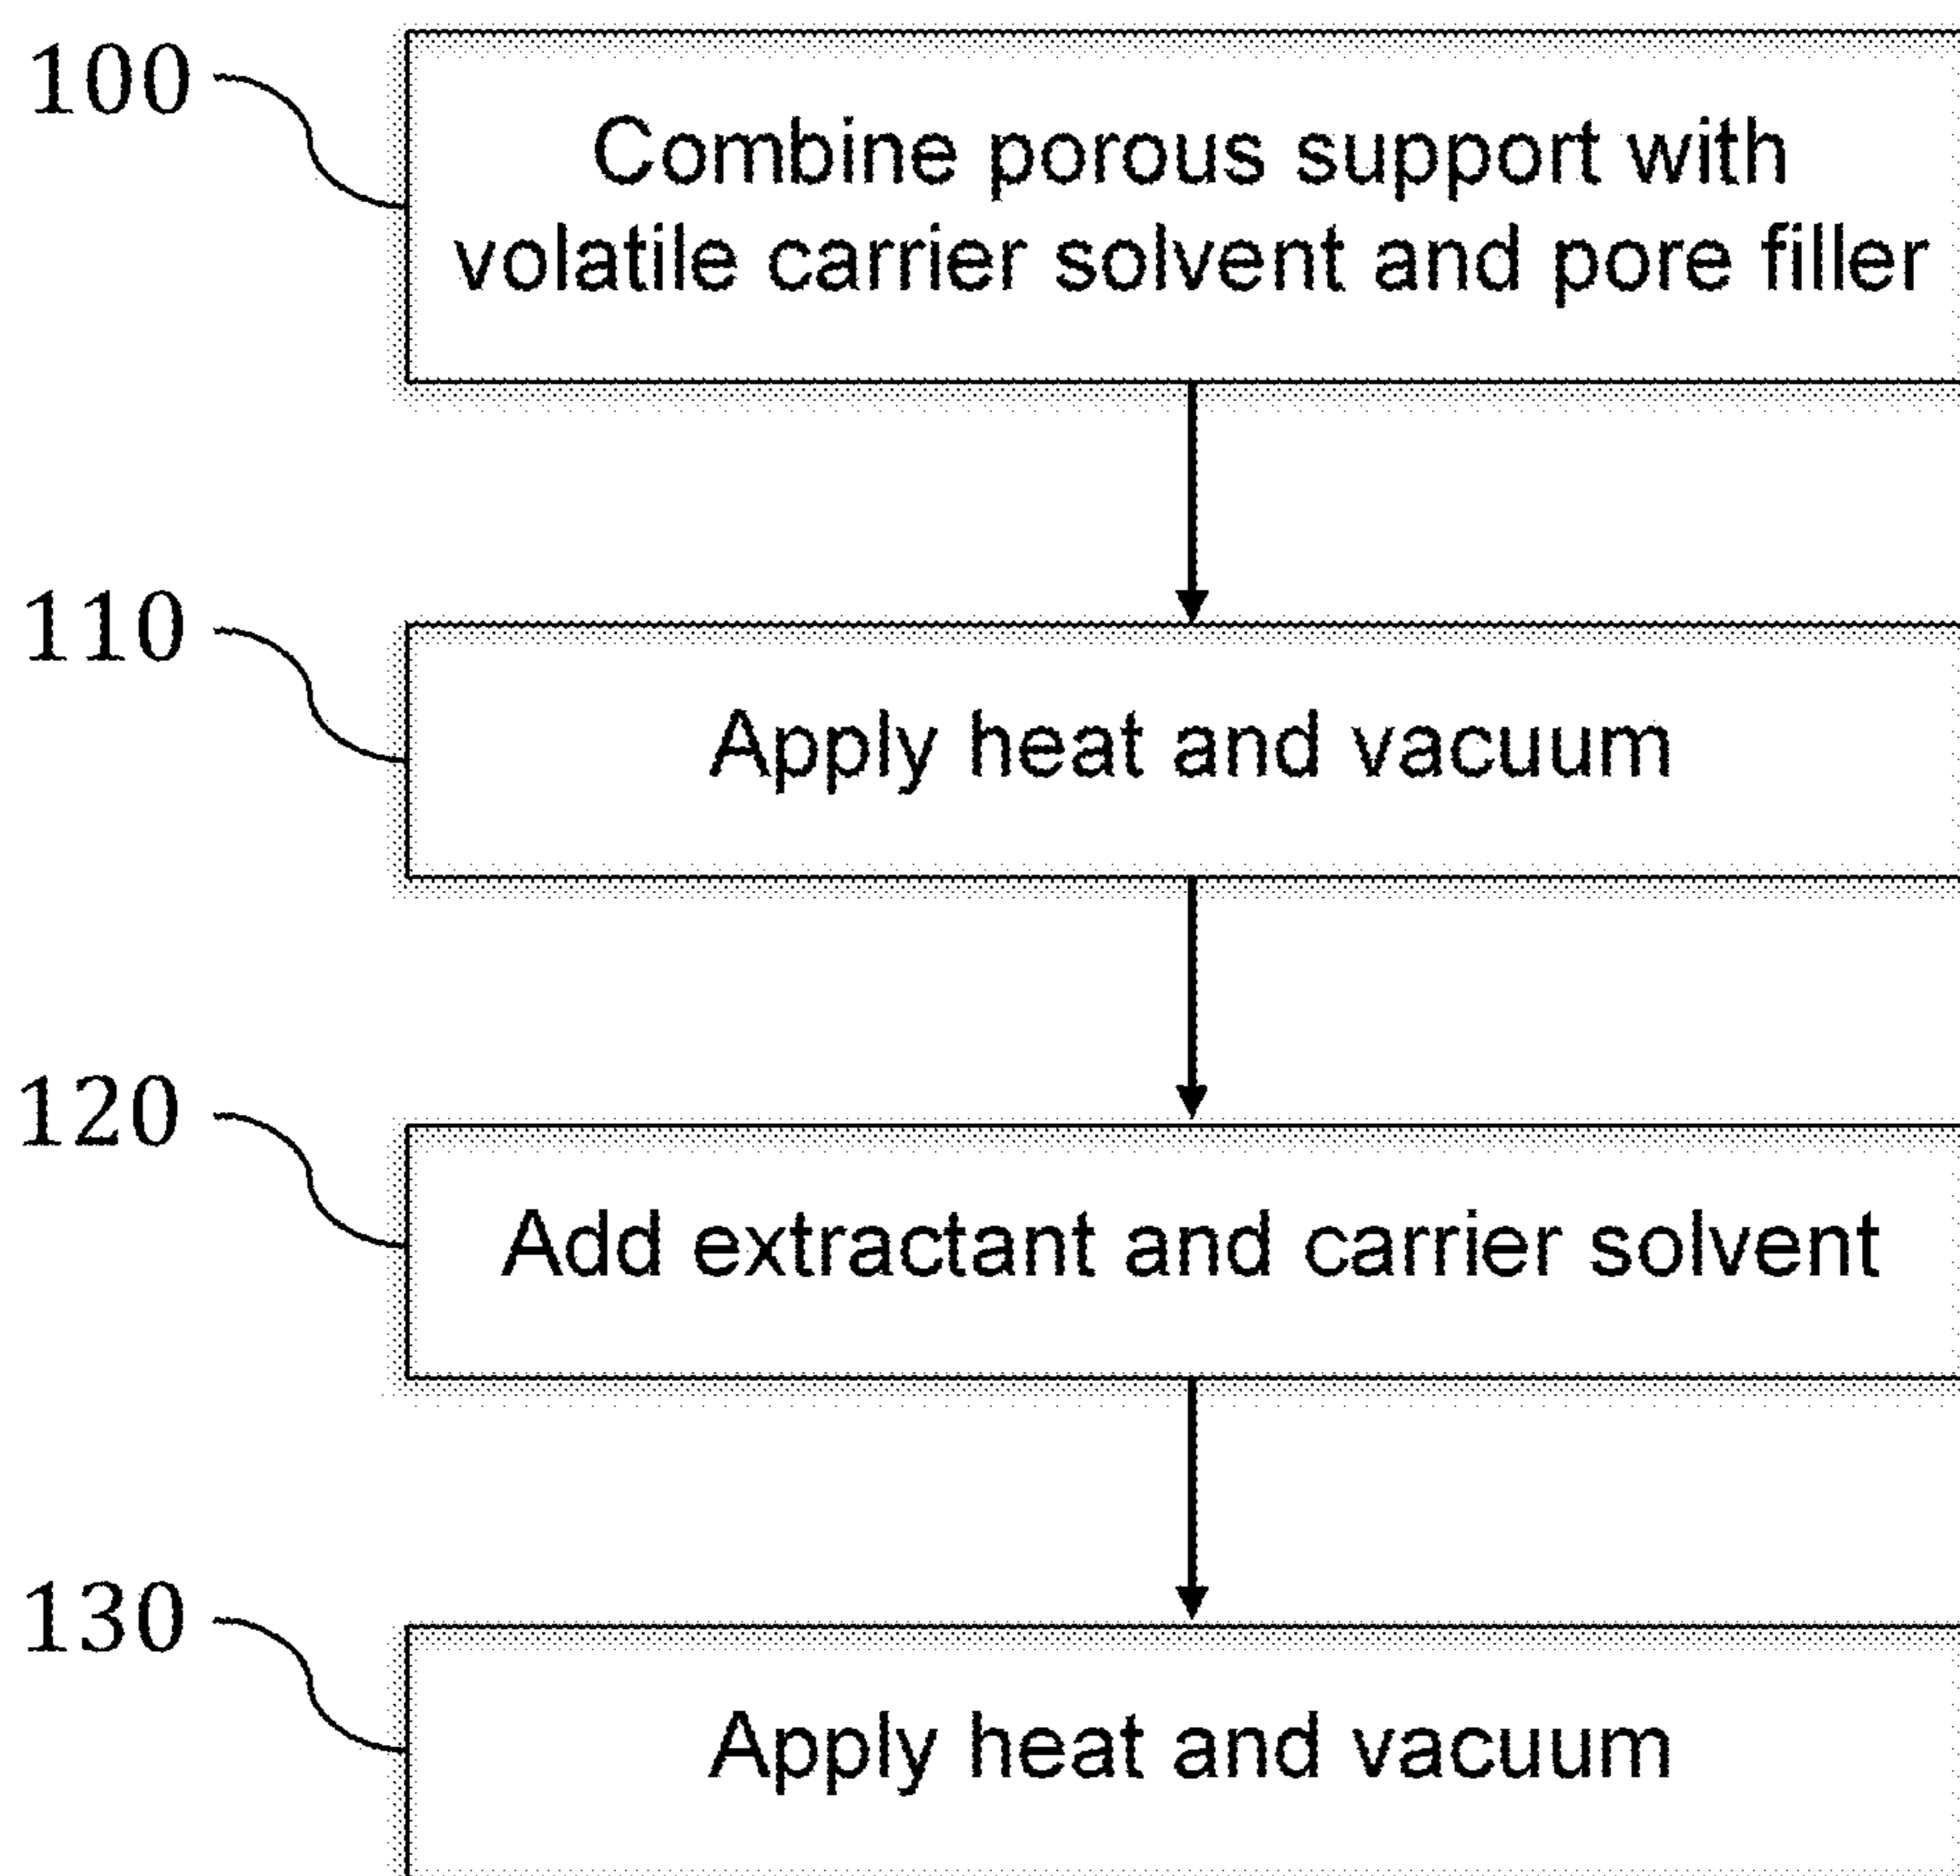 100
Combine porous support with
volatile carrier solvent and pore filler
110
Apply heat and vacuum
120
Add extractant and carrier solvent
130
Apply heat and vacuum